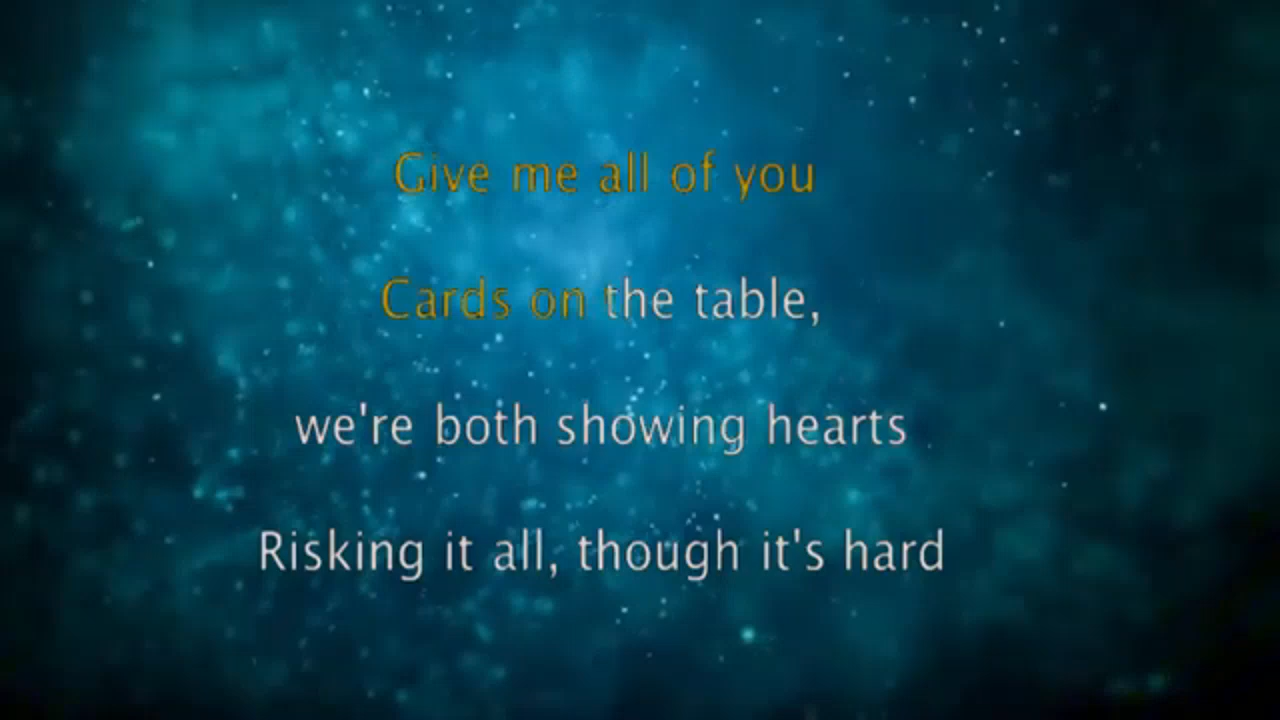 Give me all of you
Cards on the table,
we're both showing hearts
Risking it all, though it's hard